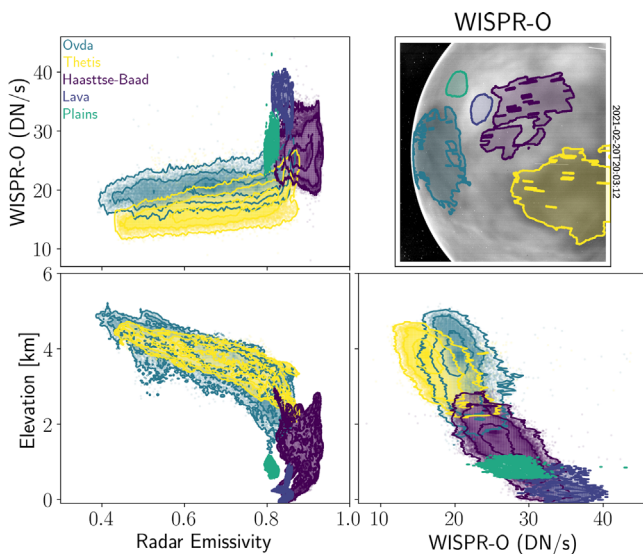 WISPR-O
Ovda
Thetis
Haasttse-Baad
Lava
Plains
WISPR-O (DN/s)
40
30
20
10
2021-02-20T20:03:12
Elevation [km]
6
4
2
0
0.4
0.6
0.8
1.0
Radar Emissivity
10
20
30
40
WISPR-O (DN/s)